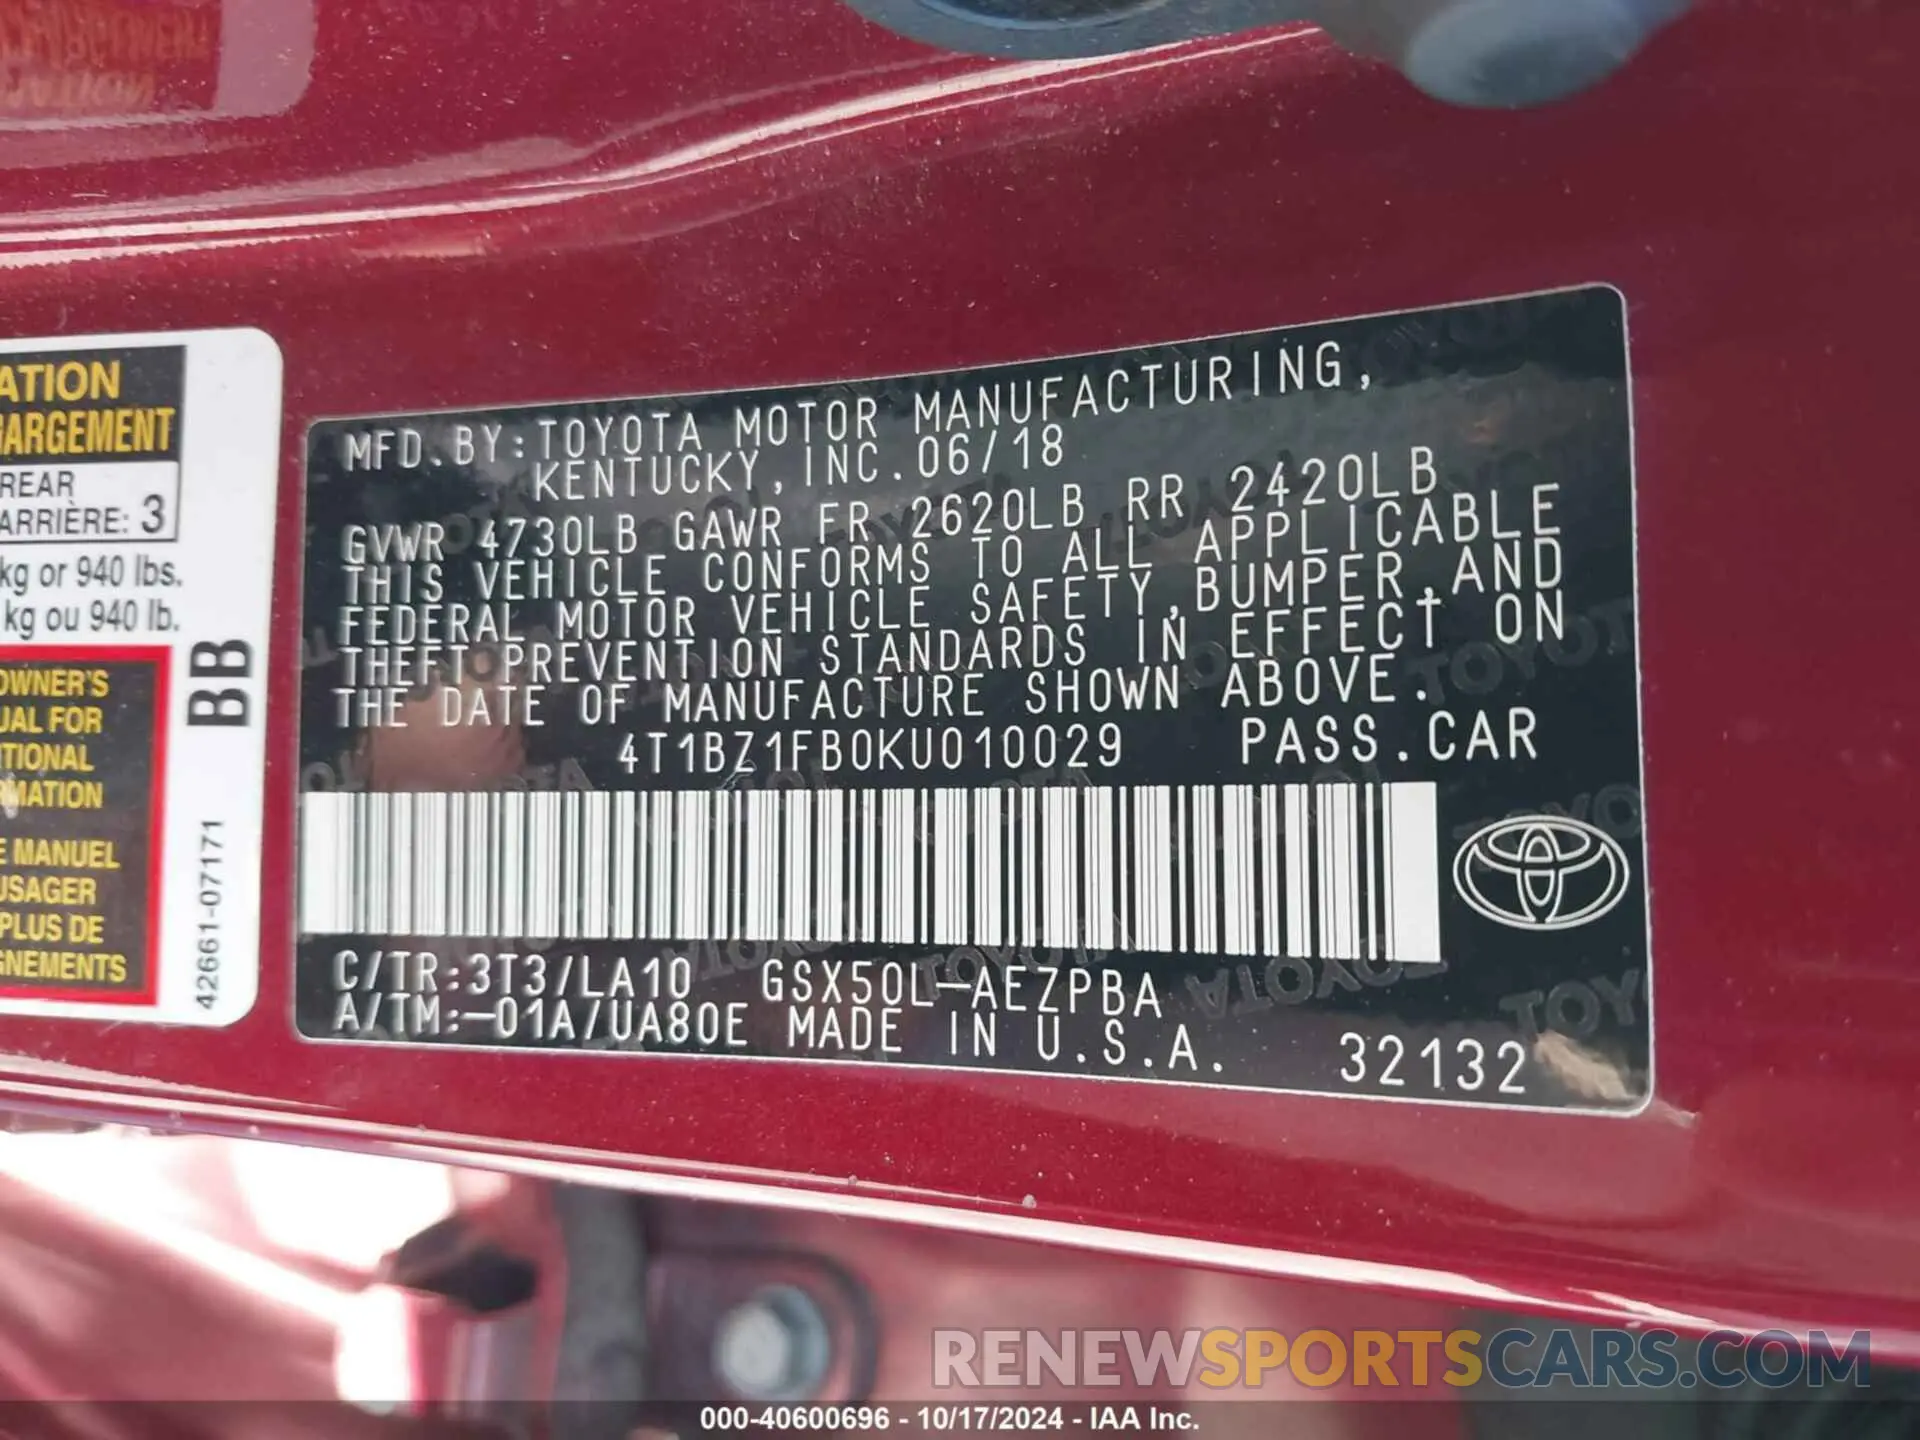 ATION
GARGEMENT
REAR
ARRIÈRE: 3
kg or 940 lbs.
kg ou 940 lb.
OWNER'S
UAL FOR
ITIONAL
RMATION
E MANUEL
USAGER
PLUS DE
GNEMENTS
BB
42661-07171
MFD.BY:TOYOTA MOTOR MANUFACTURING,
KENTUCKY,INC.06/18
GVWR 4730LB GAWR FR 2620LB RR 2420LB
THIS VEHICLE CONFORMS TO ALL APPLICABLE
FEDERAL MOTOR VEHICLE SAFETY,BUMPER,AND
THEFT PREVENTION STANDARDS IN EFFECT ON
THE DATE OF MANUFACTURE SHOWN ABOVE.
4T1BZ1FB0KU010029 PASS.CAR
C/TR:3T3/LA10 GSX50L-AEZPBA
A/TM:-01A/UA80E MADE IN U.S.A. 32132
RENEWSPORTSCARS.COM
000-40600696 - 10/17/2024 - IAA Inc.